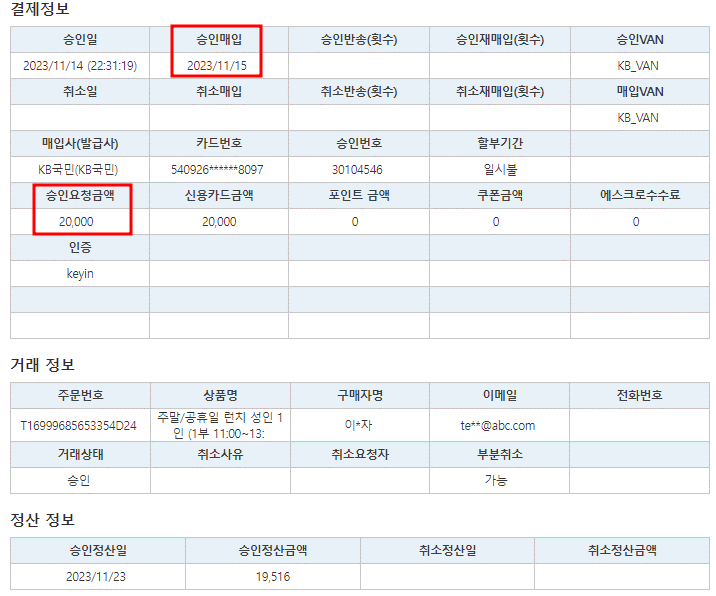 결제정보
승인일 승인매입 승인반송(횟수) 승인재매입(횟수) 승인VAN
2023/11/14 (22:31:19) 2023/11/15 KB_VAN
취소일 취소매입 취소반송(횟수) 취소재매입(횟수) 매입VAN
KB_VAN
매입사(발급사) 카드번호 승인번호 할부기간
KB국민(KB국민) 540926******8097 30104546 일시불
승인요청금액 신용카드금액 포인트 금액 쿠폰금액 에스크로수수료
20,000 20,000 0 0 0
인증
keyin
거래 정보
주문번호 상품명 구매자명 이메일 전화번호
T16999685653354D24 주말/공휴일 런치 성인 1 이*자 te**@abc.com
인 (1부 11:00~13:
거래상태 취소사유 취소요청자 부분취소
승인 가능
정산 정보
승인정산일 승인정산금액 취소정산일 취소정산금액
2023/11/23 19,516